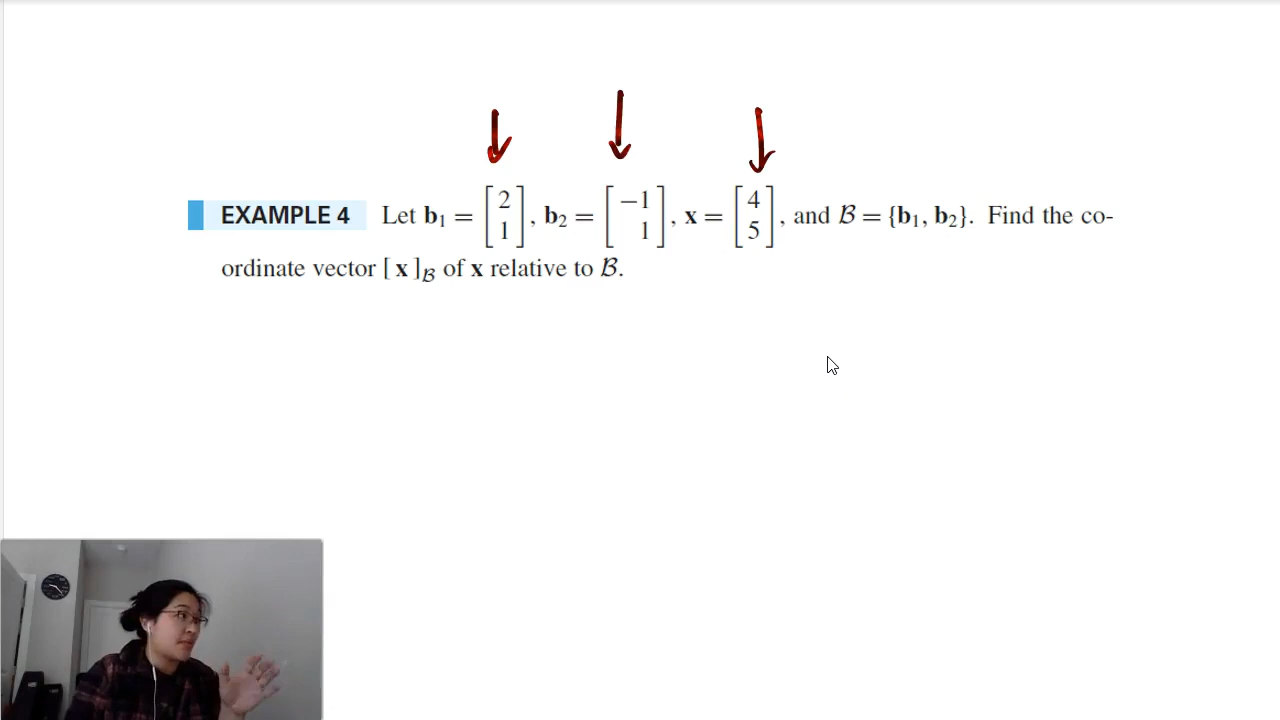 EXAMPLE 4 Let b₁ = [2 1], b₂ = [−1 1], x = [4 5], and ℬ = {b₁, b₂}. Find the co-
ordinate vector [ x ]ℬ of x relative to ℬ.